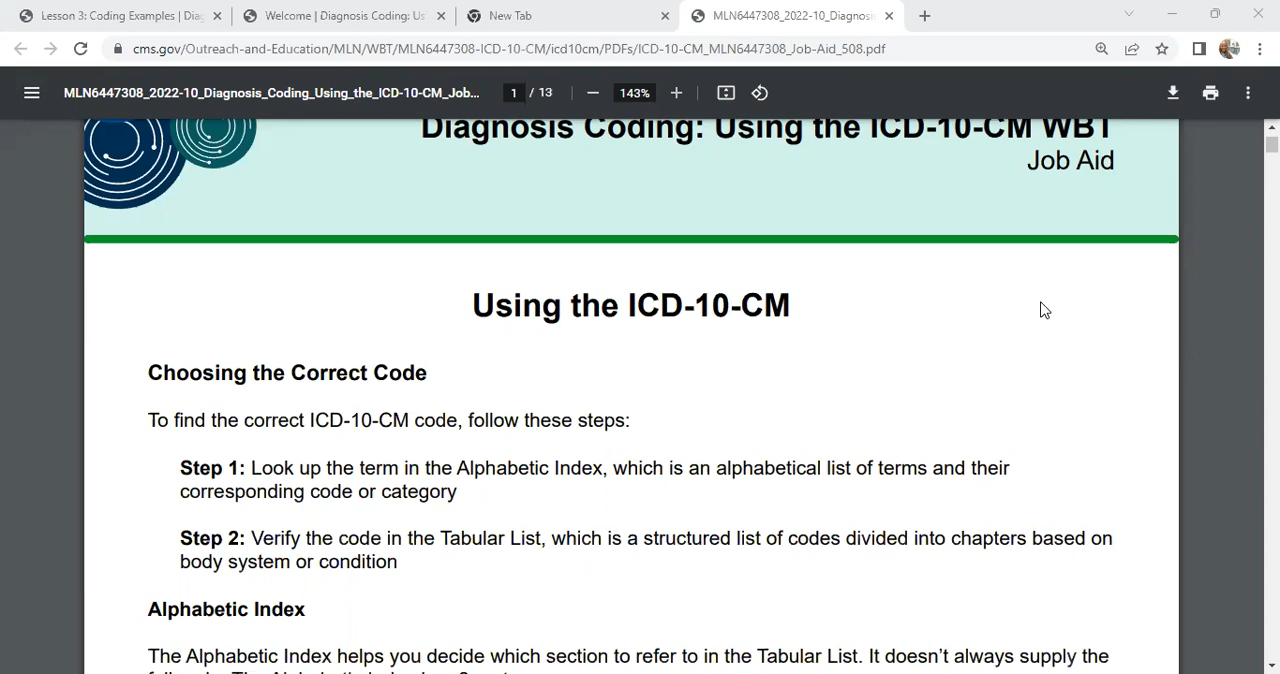 Lesson 3: Coding Examples | Dia
Welcome | Diagnosis Coding: Us
New Tab
MLN6447308_2022-10_Diagnosis
cms.gov/Outreach-and-Education/MLN/WBT/MLN6447308-ICD-10-CM/icd10cm/PDFs/ICD-10-CM_MLN6447308_Job-Aid_508.pdf
MLN6447308_2022-10_Diagnosis_Coding_Using_the_ICD-10-CM_Job...
1 / 13
143%
Diagnosis Coding: Using the ICD-10-CM WBT
Job Aid
Using the ICD-10-CM
Choosing the Correct Code
To find the correct ICD-10-CM code, follow these steps:
Step 1: Look up the term in the Alphabetic Index, which is an alphabetical list of terms and their
corresponding code or category
Step 2: Verify the code in the Tabular List, which is a structured list of codes divided into chapters based on
body system or condition
Alphabetic Index
The Alphabetic Index helps you decide which section to refer to in the Tabular List. It doesn't always supply the